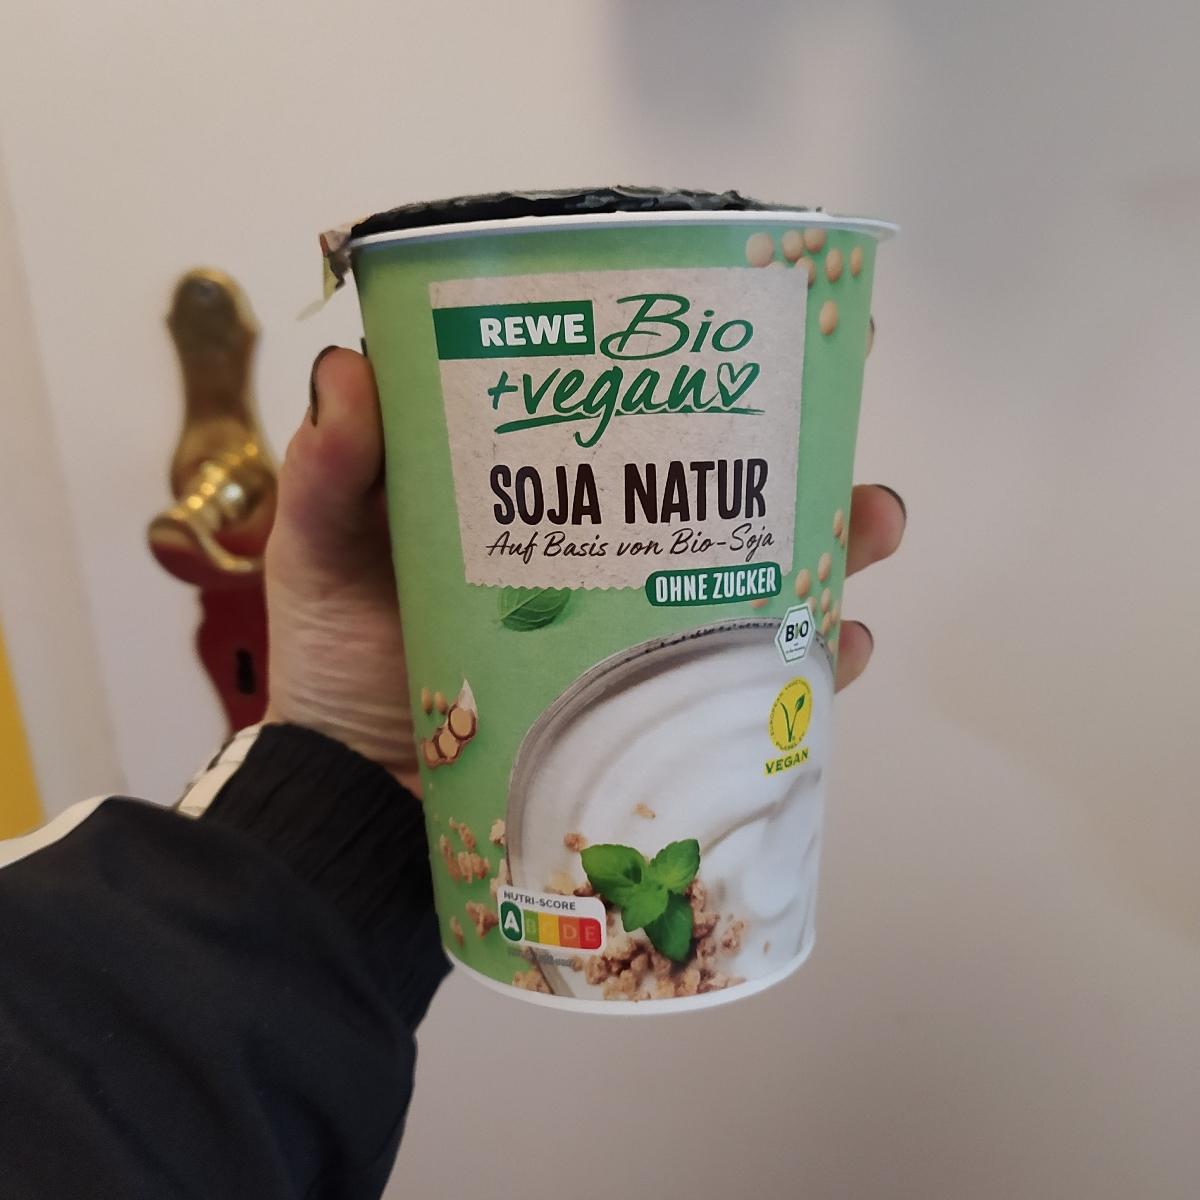 REWE Bio
+vegan
SOJA NATUR
Auf Basis von Bio-Soja
OHNE ZUCKER
BIO
VEGAN
NUTRI-SCORE
A B C D E